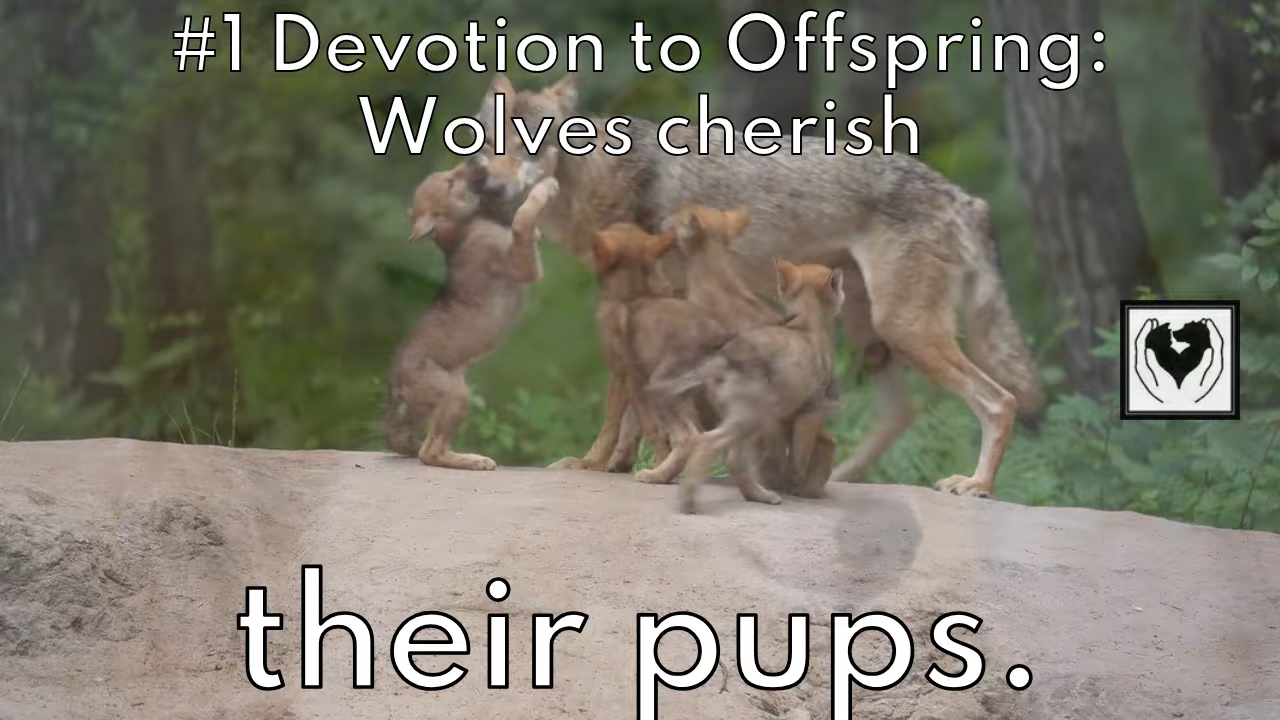 #1 Devotion to Offspring:
Wolves cherish
their pups.